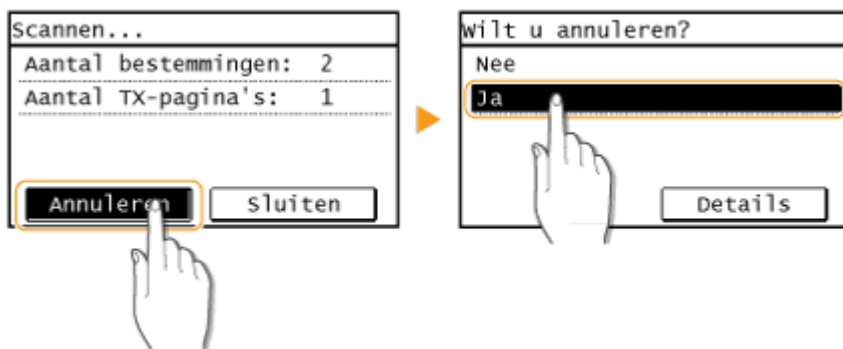 Scannen...
Aantal bestemmingen: 2
Aantal TX-pagina's: 1
Annuleren
Sluiten
Wilt u annuleren?
Nee
Ja
Details